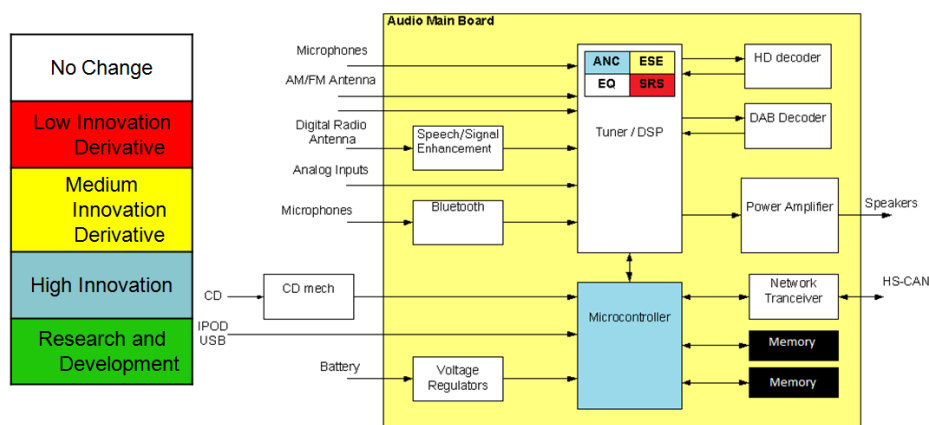 No Change
Low Innovation
Derivative
Medium
Innovation
Derivative
High Innovation
Research and
Development
Audio Main Board
Microphones
AM/FM Antenna
Digital Radio
Antenna
Analog Inputs
Microphones
CD
IPOD
USB
Battery
Speech/Signal
Enhancement
Bluetooth
CD mech
Voltage
Regulators
ANC
ESE
EQ
SRS
Tuner / DSP
Microcontroller
HD decoder
DAB Decoder
Power Amplifier
Speakers
Network
Tranceiver
HS-CAN
Memory
Memory